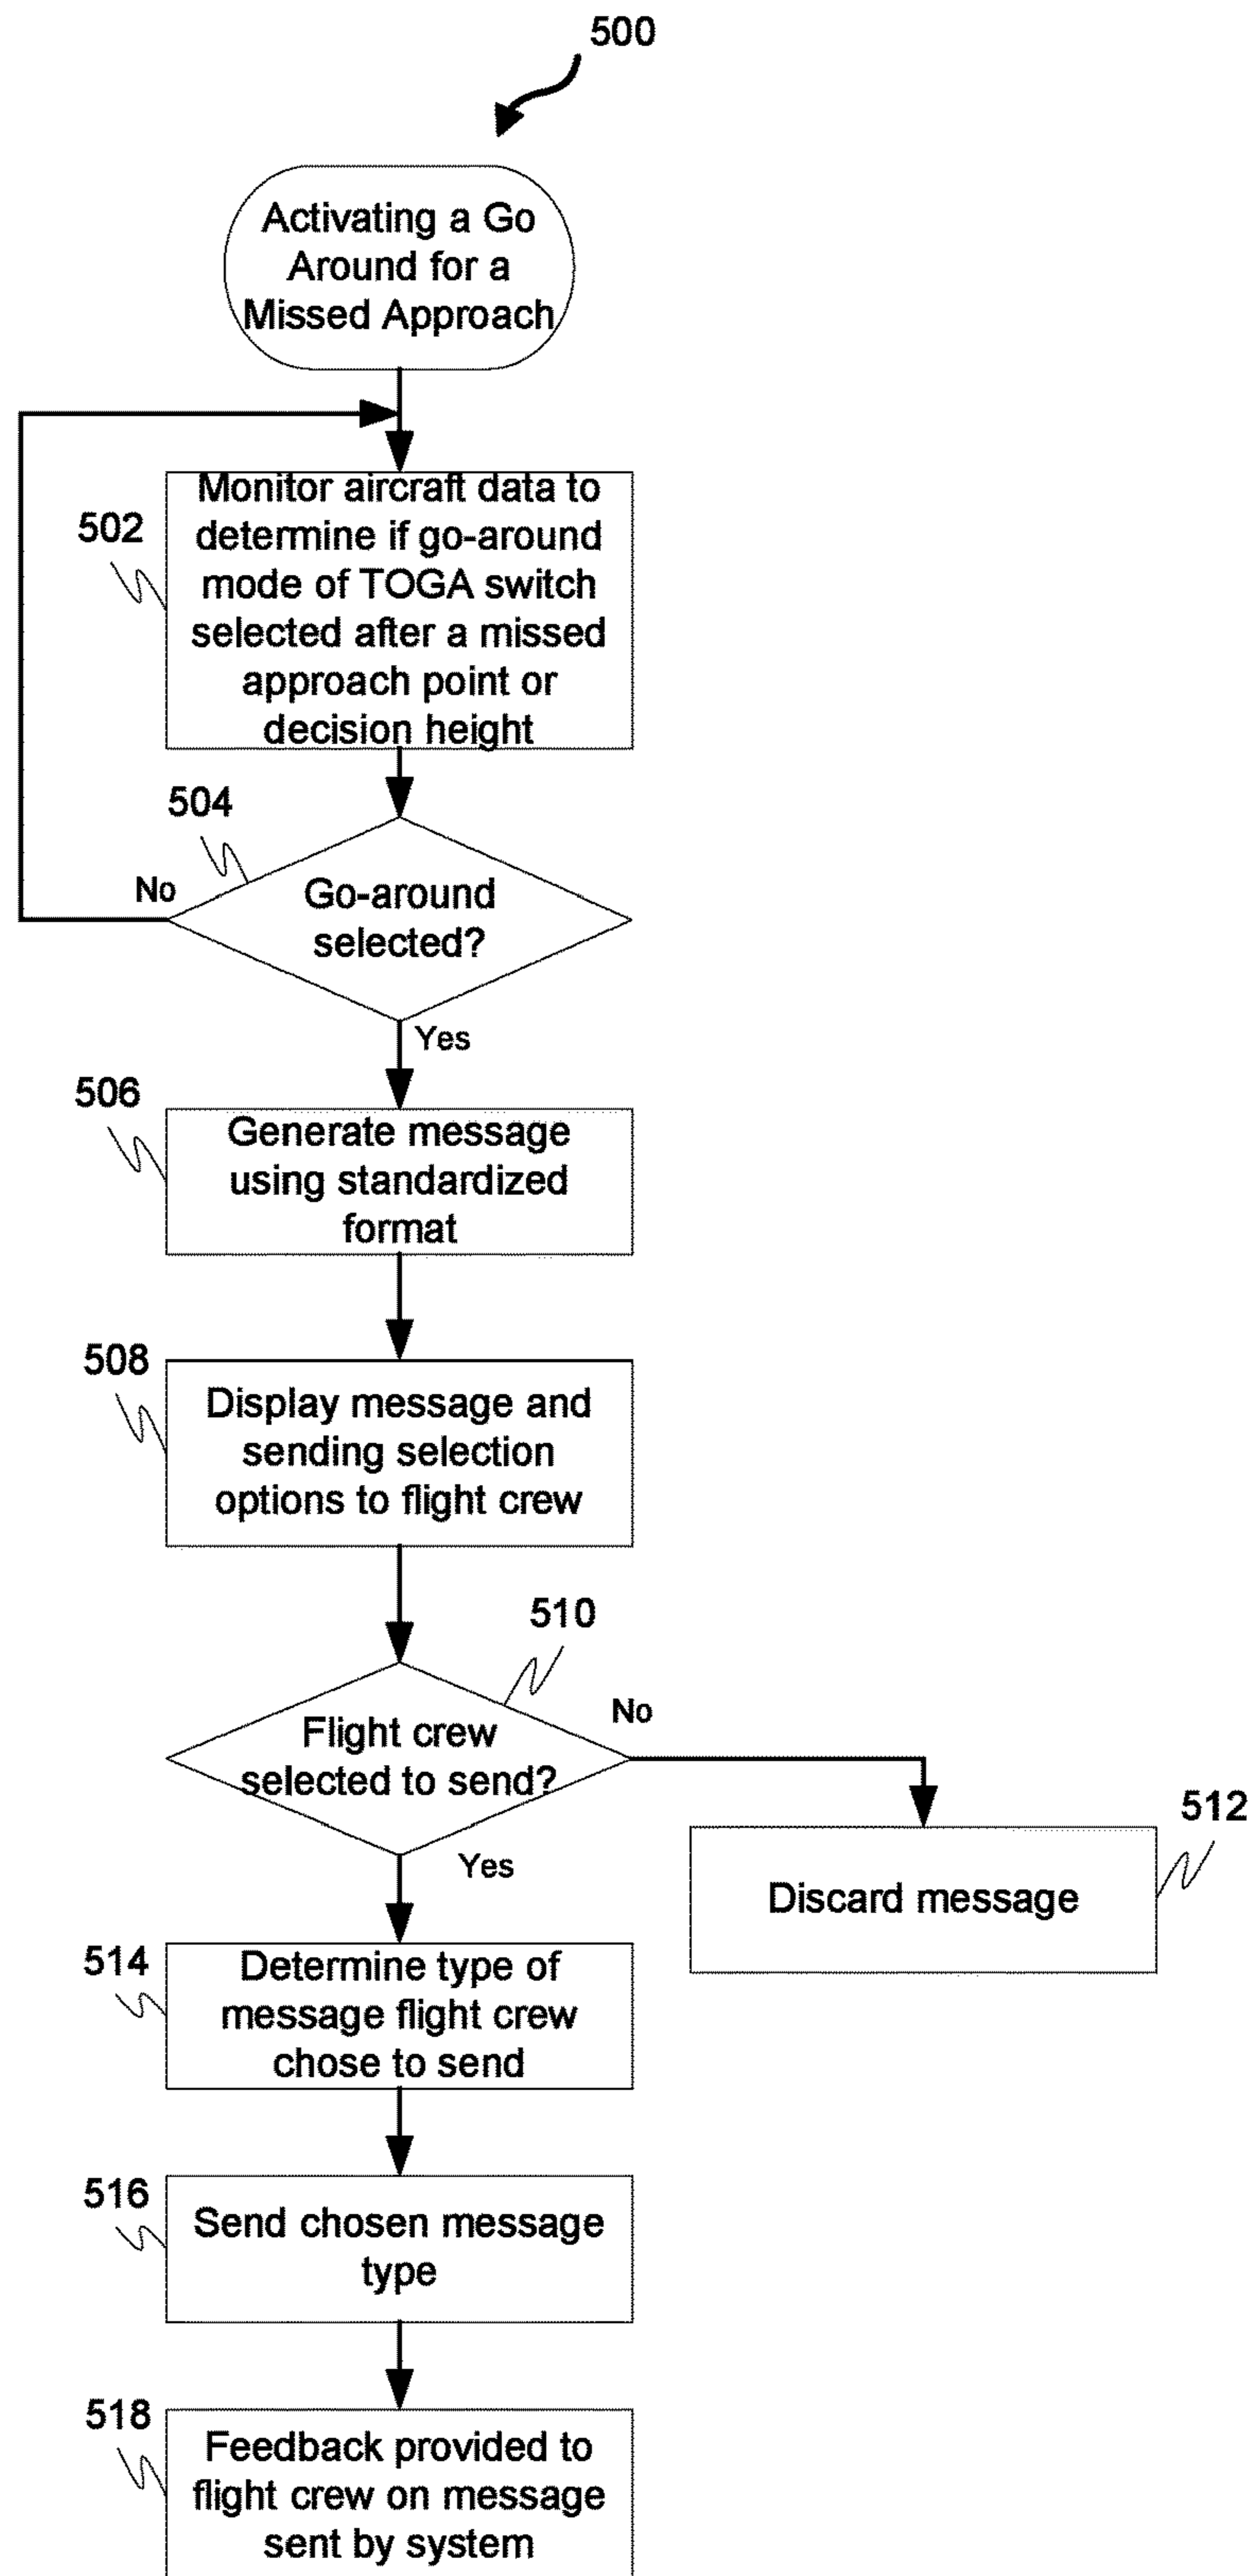 500
Activating a Go
Around for a
Missed Approach
502
Monitor aircraft data to
determine if go-around
mode of TOGA switch
selected after a missed
approach point or
decision height
504
No
Go-around
selected?
Yes
506
Generate message
using standardized
format
508
Display message and
sending selection
options to flight crew
510
Flight crew
selected to send?
No
512
Discard message
Yes
514
Determine type of
message flight crew
chose to send
516
Send chosen message
type
518
Feedback provided to
flight crew on message
sent by system